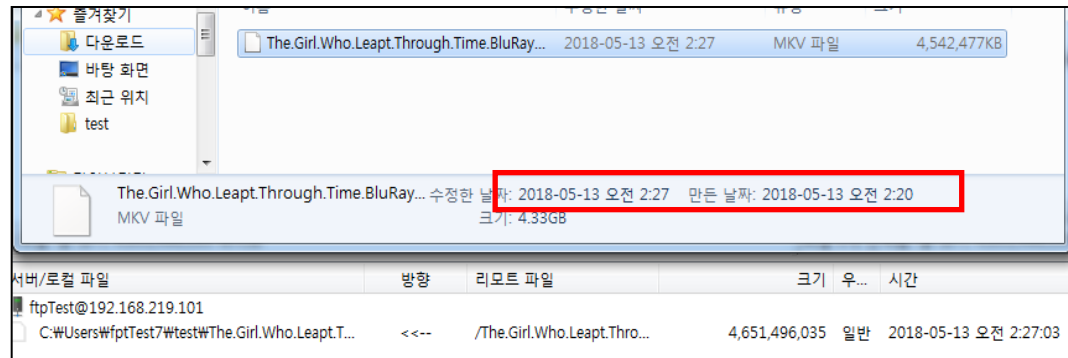 즐겨찾기
다운로드
바탕 화면
최근 위치
test
The.Girl.Who.Leapt.Through.Time.BluRay... 2018-05-13 오전 2:27 MKV 파일 4,542,477KB
The.Girl.Who.Leapt.Through.Time.BluRay... 수정한 날짜: 2018-05-13 오전 2:27 만든 날짜: 2018-05-13 오전 2:20
MKV 파일 크기: 4.33GB
서버/로컬 파일 방향 리모트 파일 크기 우... 시간
ftpTest@192.168.219.101
C:₩Users₩fptTest7₩test₩The.Girl.Who.Leapt.T... <<-- /The.Girl.Who.Leapt.Thro... 4,651,496,035 일반 2018-05-13 오전 2:27:03